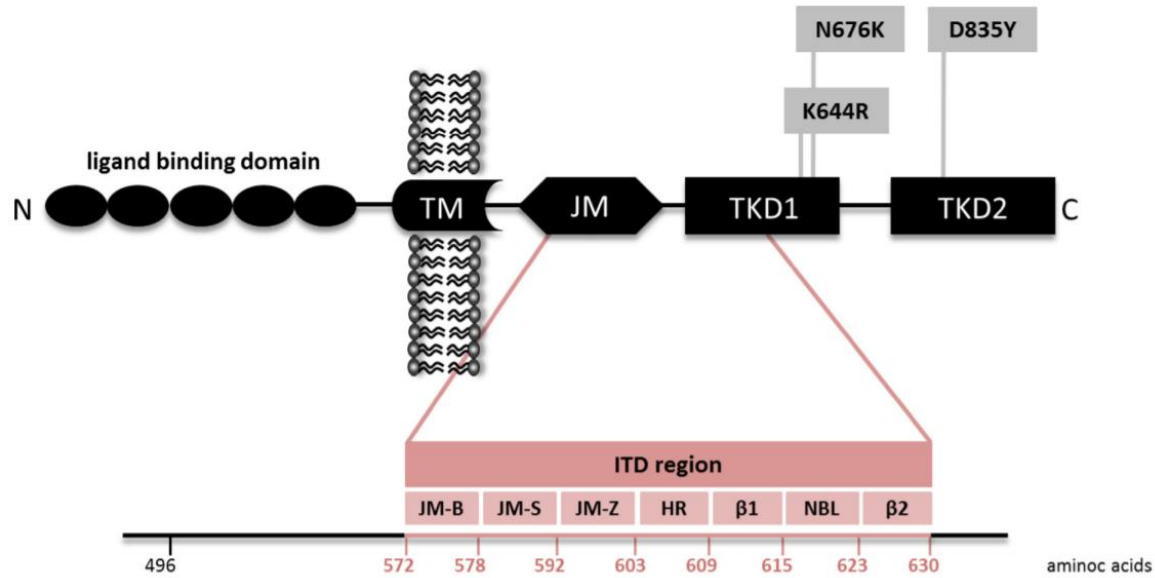 N676K
D835Y
K644R
ligand binding domain
N
TM
JM
TKD1
TKD2
C
ITD region
JM-B JM-S JM-Z HR β1 NBL β2
496 572 578 592 603 609 615 623 630 aminoc acids